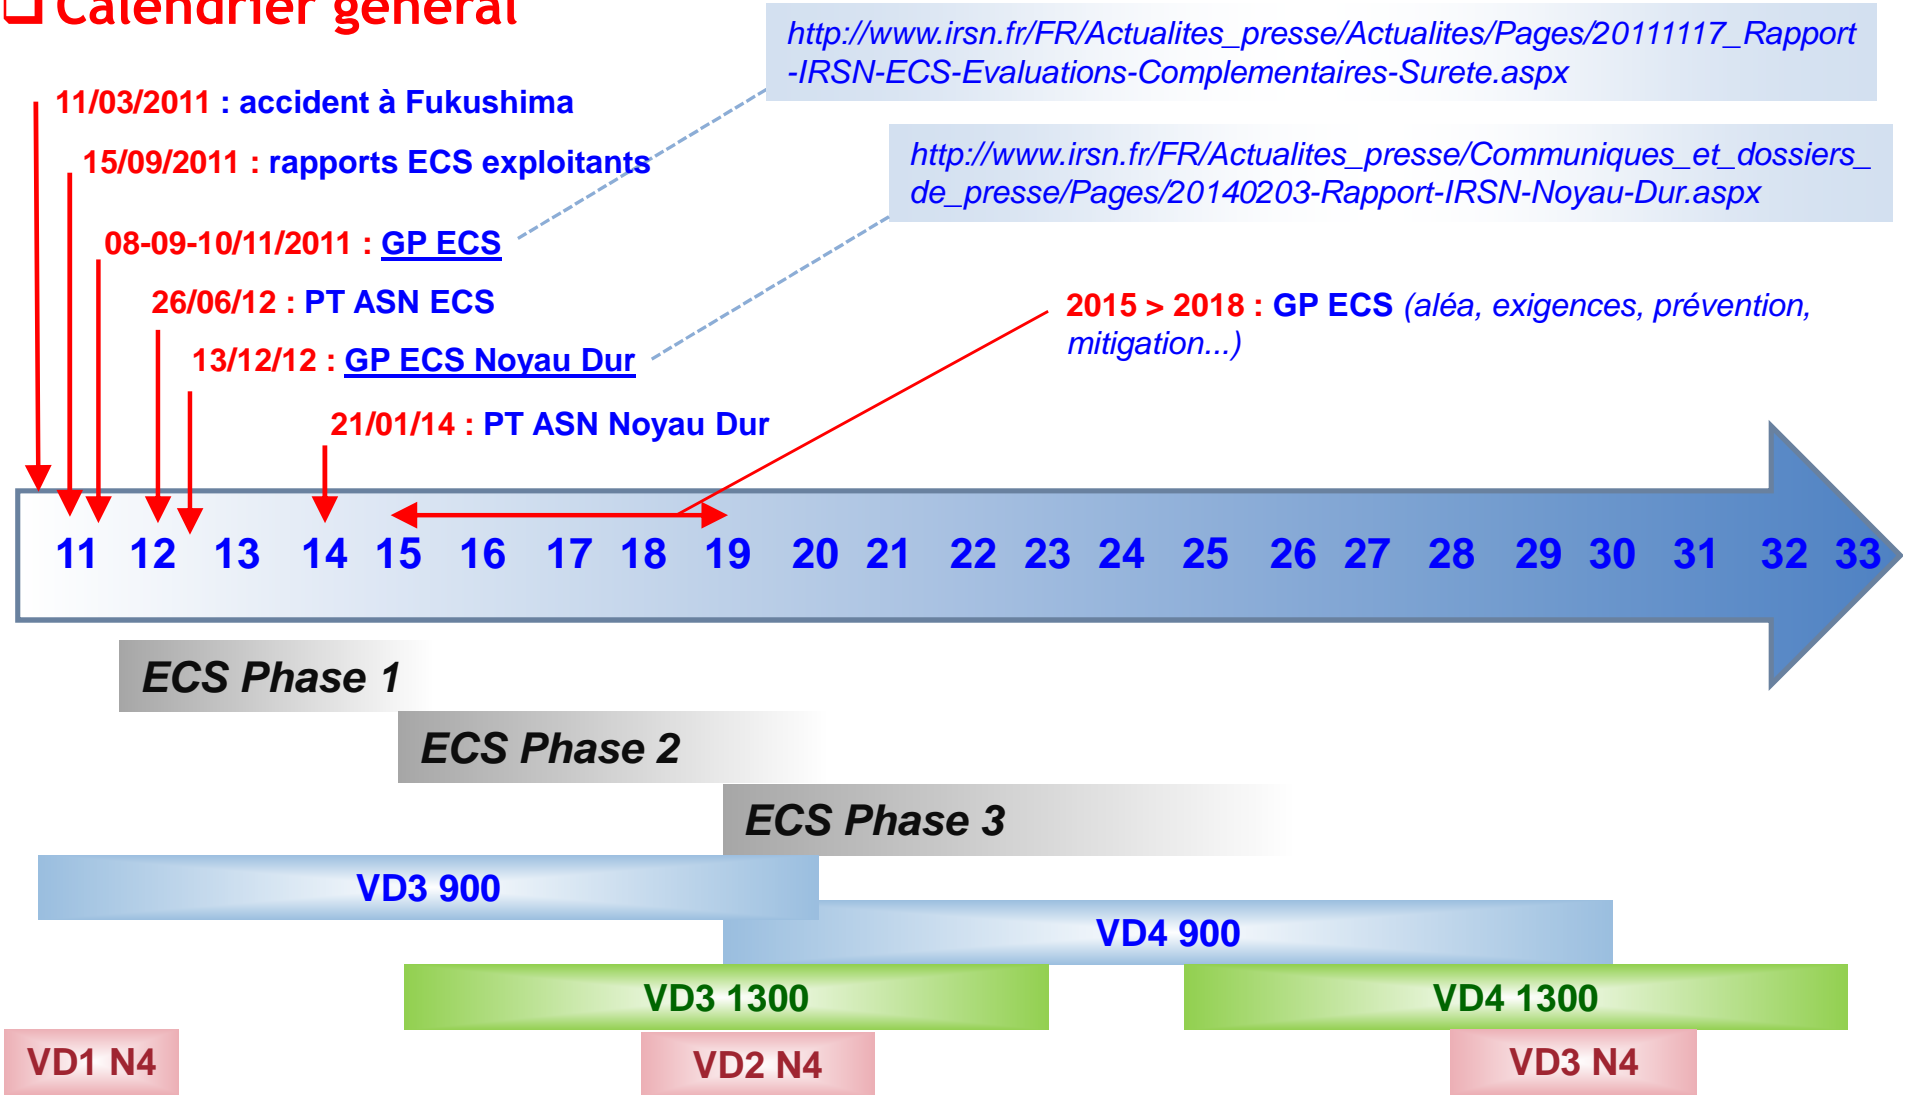 ❑ Calendrier général
http://www.irsn.fr/FR/Actualites_presse/Actualites/Pages/20111117_Rapport
-IRSN-ECS-Evaluations-Complementaires-Surete.aspx
11/03/2011 : accident à Fukushima
15/09/2011 : rapports ECS exploitants
http://www.irsn.fr/FR/Actualites_presse/Communiques_et_dossiers_
de_presse/Pages/20140203-Rapport-IRSN-Noyau-Dur.aspx
08-09-10/11/2011 : GP ECS
26/06/12 : PT ASN ECS
2015 > 2018 : GP ECS (aléa, exigences, prévention,
mitigation...)
13/12/12 : GP ECS Noyau Dur
21/01/14 : PT ASN Noyau Dur
11 12 13 14 15 16 17 18 19 20 21 22 23 24 25 26 27 28 29 30 31 32 33
ECS Phase 1
ECS Phase 2
ECS Phase 3
VD3 900
VD4 900
VD3 1300
VD4 1300
VD1 N4
VD2 N4
VD3 N4